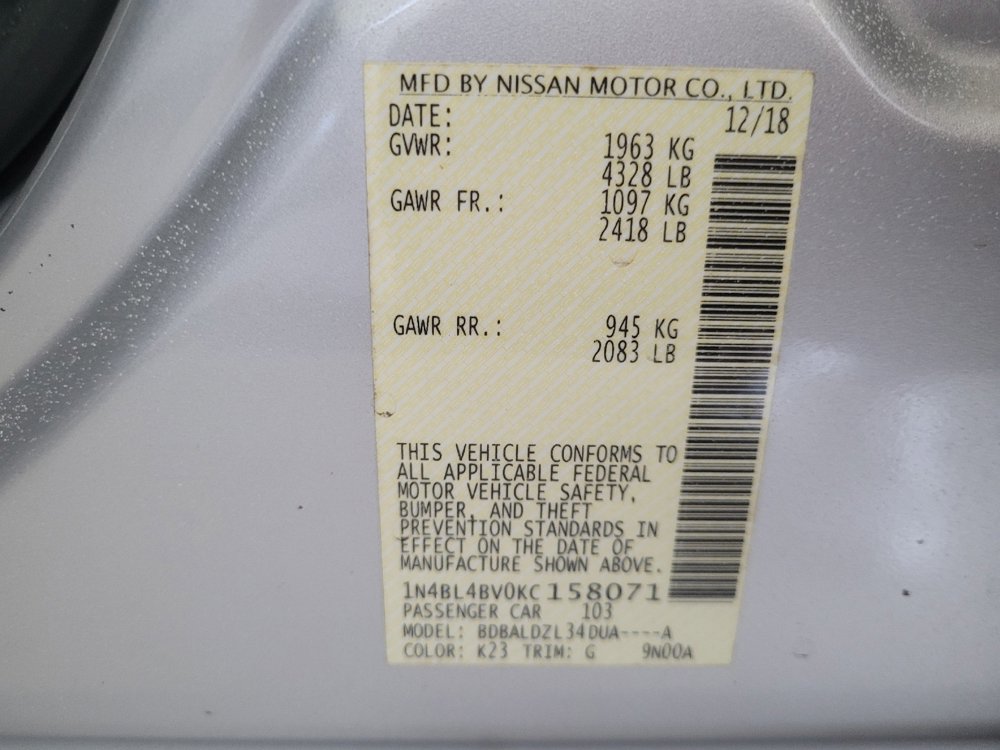 MFD BY NISSAN MOTOR CO., LTD.
DATE: 12/18
GVWR: 1963 KG
4328 LB
GAWR FR.: 1097 KG
2418 LB
GAWR RR.: 945 KG
2083 LB
THIS VEHICLE CONFORMS TO
ALL APPLICABLE FEDERAL
MOTOR VEHICLE SAFETY,
BUMPER, AND THEFT
PREVENTION STANDARDS IN
EFFECT ON THE DATE OF
MANUFACTURE SHOWN ABOVE.
1N4BL4BV0KC158071
PASSENGER CAR 103
MODEL: BDBALDZL34DUA----A
COLOR: K23 TRIM: G 9N00A